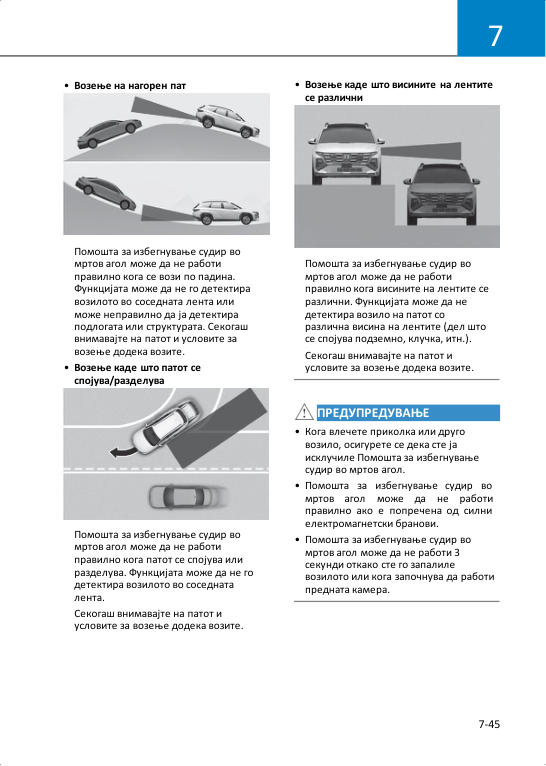 7
• Возење на нагорен пат
Помошта за избегнување судир во
мртов агол може да не работи
правилно кога се вози по падина.
Функцијата може да не го детектира
возилото во соседната лента или
може неправилно да ја детектира
подлогата или структурата. Секогаш
внимавајте на патот и условите за
возење додека возите.
• Возење каде што патот се
спојува/разделува
Помошта за избегнување судир во
мртов агол може да не работи
правилно кога патот се спојува или
разделува. Функцијата може да не го
детектира возилото во соседната
лента.
Секогаш внимавајте на патот и
условите за возење додека возите.
• Возење каде што висините на лентите
се различни
Помошта за избегнување судир во
мртов агол може да не работи
правилно кога висините на лентите се
различни. Функцијата може да не
детектира возило на патот со
различна висина на лентите (дел што
се спојува подземно, клучка, итн.).
Секогаш внимавајте на патот и
условите за возење додека возите.
ПРЕДУПРЕДУВАЊЕ
• Кога влечете приколка или друго
возило, осигурете се дека сте ја
исклучиле Помошта за избегнување
судир во мртов агол.
• Помошта за избегнување судир во
мртов агол може да не работи
правилно ако е попречена од силни
електромагнетски бранови.
• Помошта за избегнување судир во
мртов агол може да не работи 3
секунди откако сте го запалиле
возилото или кога започнува да работи
предната камера.
7-45